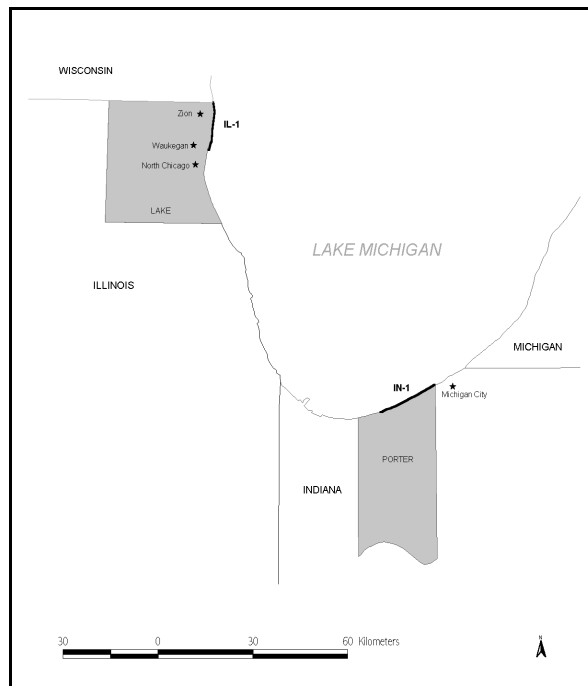 WISCONSIN
Zion
IL-1
Waukegan
North Chicago
LAKE
LAKE MICHIGAN
ILLINOIS
MICHIGAN
IN-1
Michigan City
PORTER
INDIANA
30 0 30 60 Kilometers
N